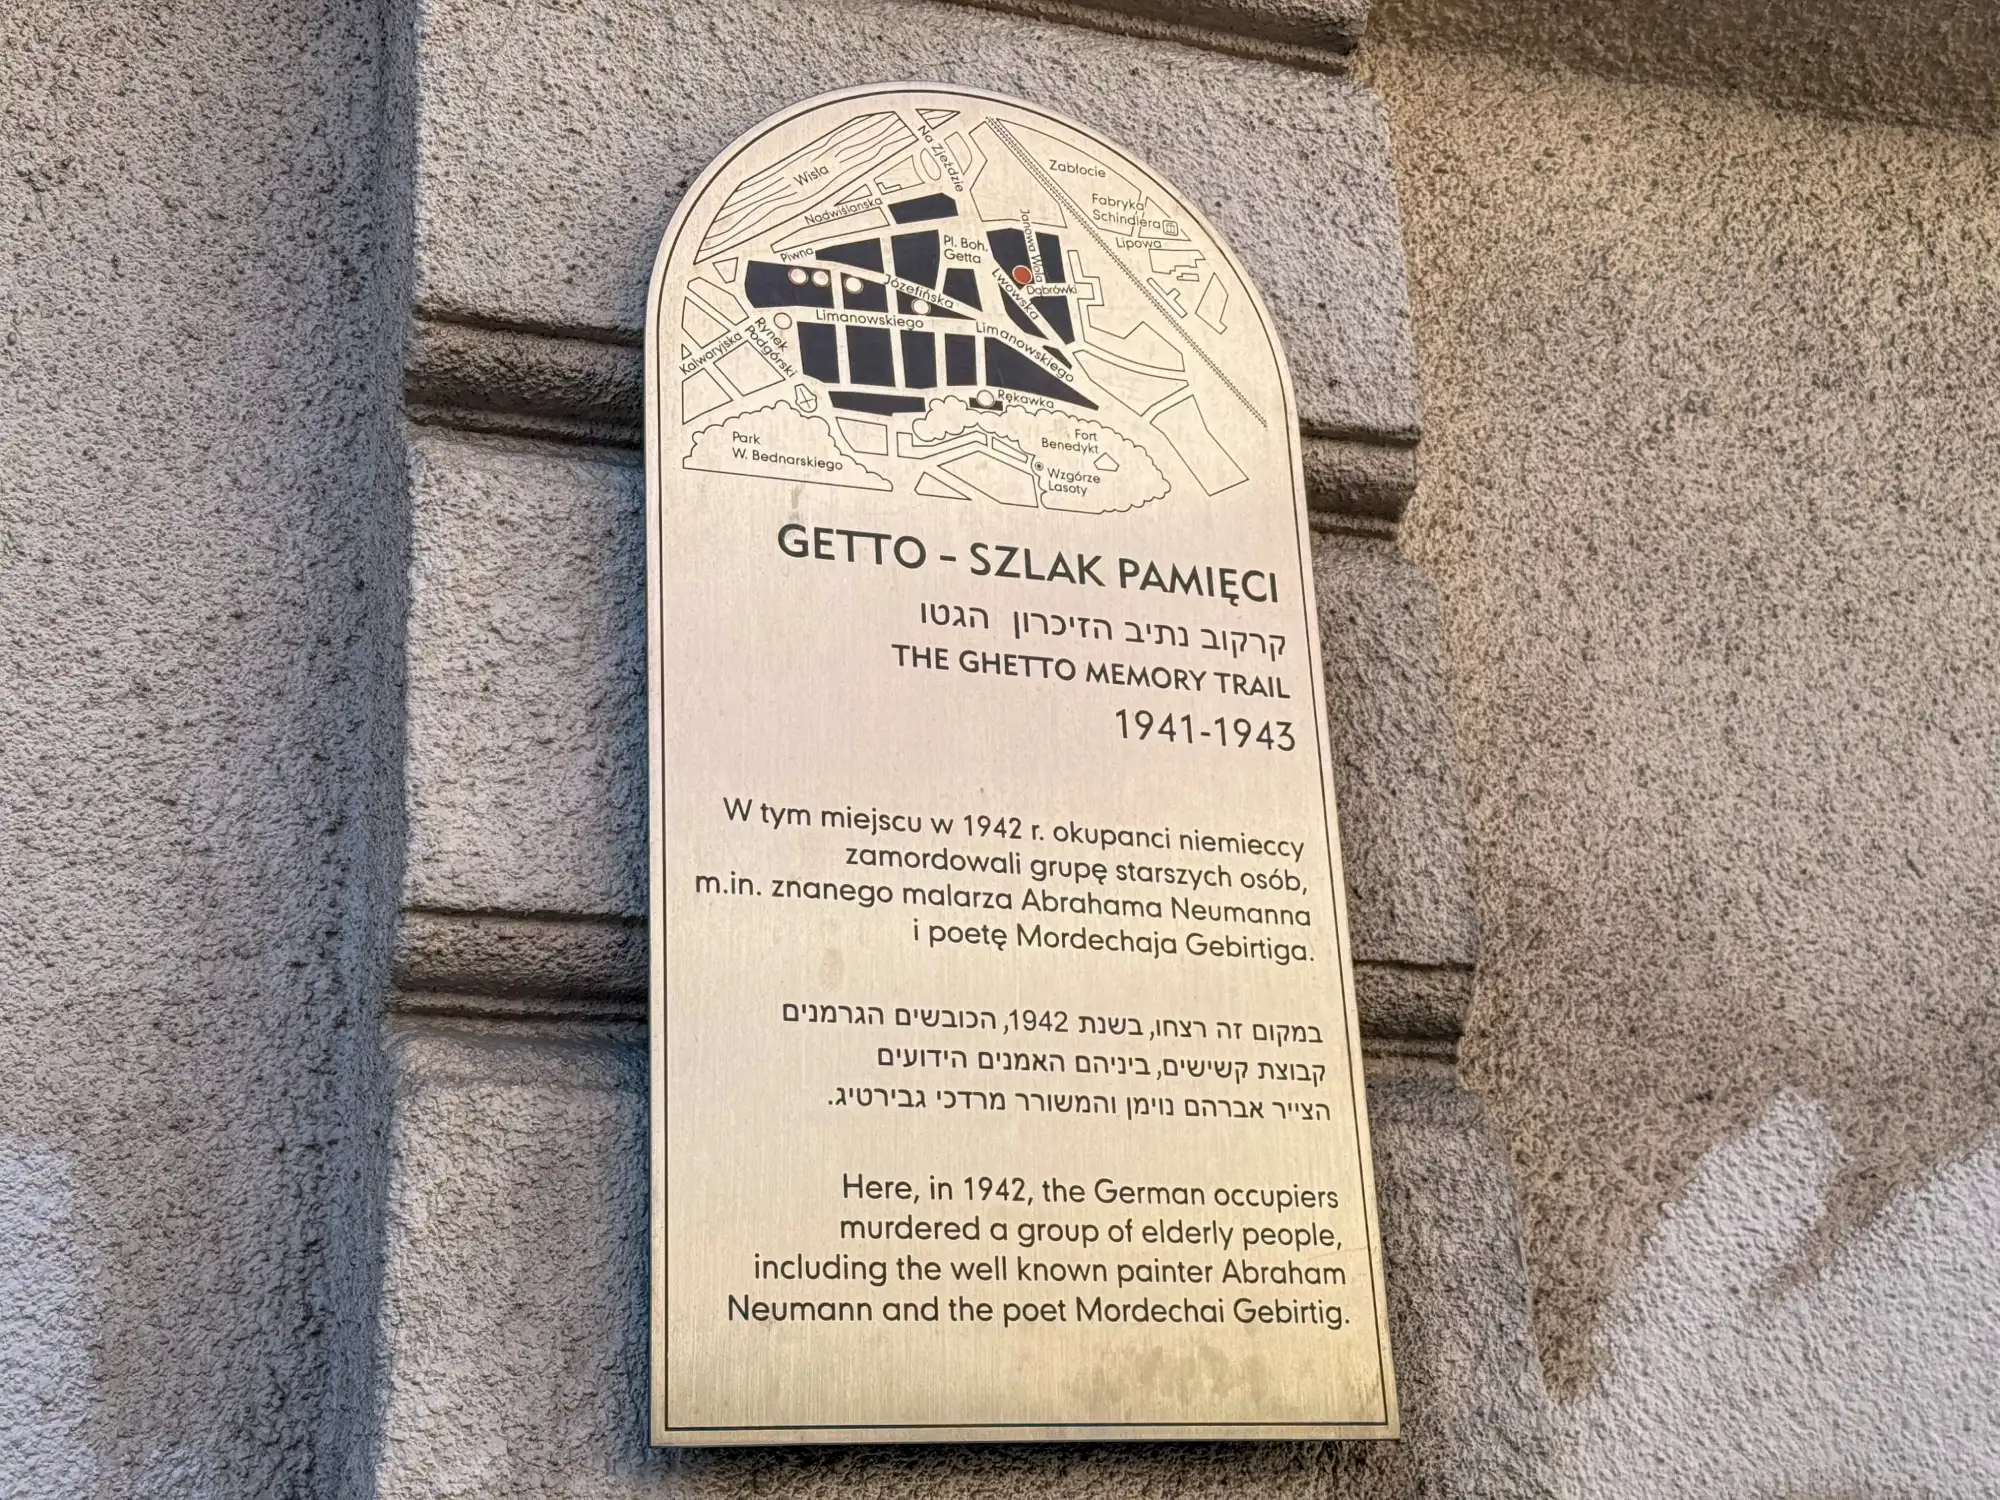 Na Zjeździe
Wisła
Zabłocie
Nadwiślańska
Fabryka
Schindlera
Lipowa
Piwna
Pl. Boh.
Getta
Janowa Wola
Józefińska
Lwowska
Dąbrówki
Limanowskiego
Limanowskiego
Rynek
Podgórski
Kalwaryjska
Rękawka
Park
W. Bednarskiego
Fort
Benedykt
Wzgórze
Lasoty
GETTO – SZLAK PAMIĘCI
קרקוב נתיב הזיכרון הגטו
THE GHETTO MEMORY TRAIL
1941-1943
W tym miejscu w 1942 r. okupanci niemieccy
zamordowali grupę starszych osób,
m.in. znanego malarza Abrahama Neumanna
i poetę Mordechaja Gebirtiga.
במקום זה רצחו, בשנת 1942, הכובשים הגרמנים
קבוצת קשישים, ביניהם האמנים הידועים
הצייר אברהם נוימן והמשורר מרדכי גבירטיג.
Here, in 1942, the German occupiers
murdered a group of elderly people,
including the well known painter Abraham
Neumann and the poet Mordechai Gebirtig.